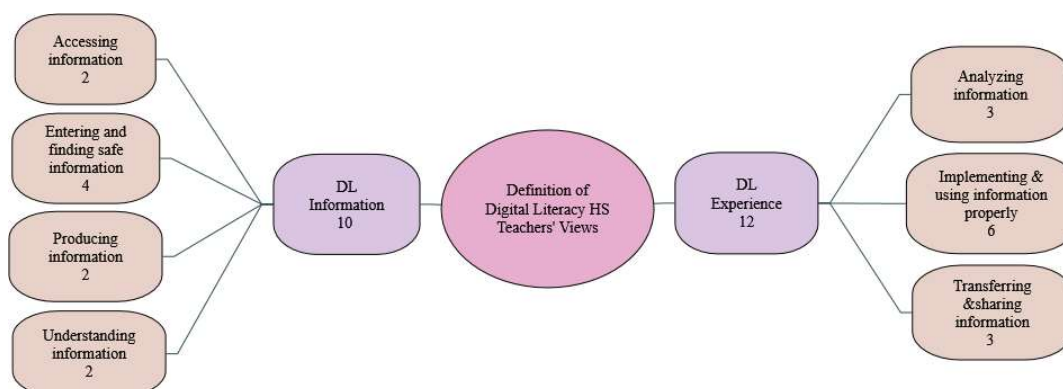 Accessing
information
2
Entering and
finding safe
information
4
Producing
information
2
Understanding
information
2
DL
Information
10
Definition of
Digital Literacy HS
Teachers' Views
DL
Experience
12
Analyzing
information
3
Implementing &
using information
properly
6
Transferring
&sharing
information
3